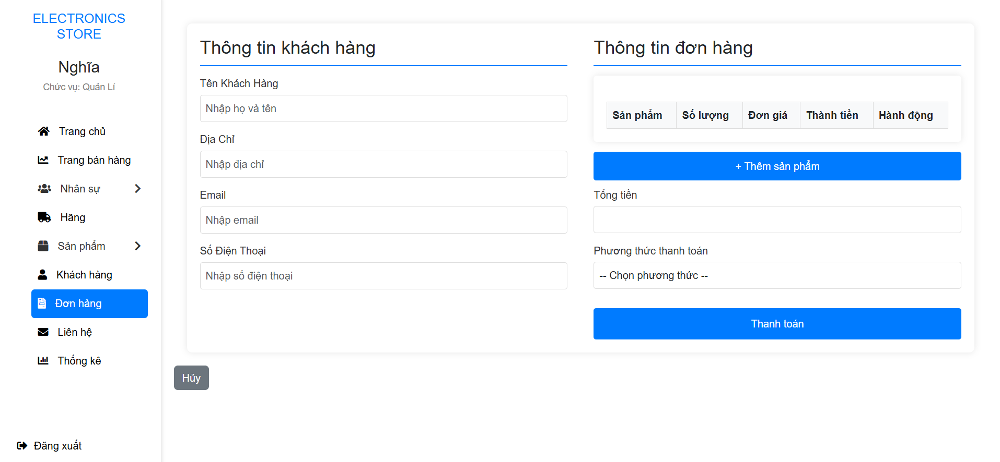 ELECTRONICS
STORE
Nghĩa
Chức vụ: Quản Lí
Trang chủ
Trang bán hàng
Nhân sự
Hãng
Sản phẩm
Khách hàng
Đơn hàng
Liên hệ
Thống kê
Đăng xuất
Thông tin khách hàng
Tên Khách Hàng
Nhập họ và tên
Địa Chỉ
Nhập địa chỉ
Email
Nhập email
Số Điện Thoại
Nhập số điện thoại
Thông tin đơn hàng
Sản phẩm Số lượng Đơn giá Thành tiền Hành động
+ Thêm sản phẩm
Tổng tiền
Phương thức thanh toán
-- Chọn phương thức --
Thanh toán
Hủy